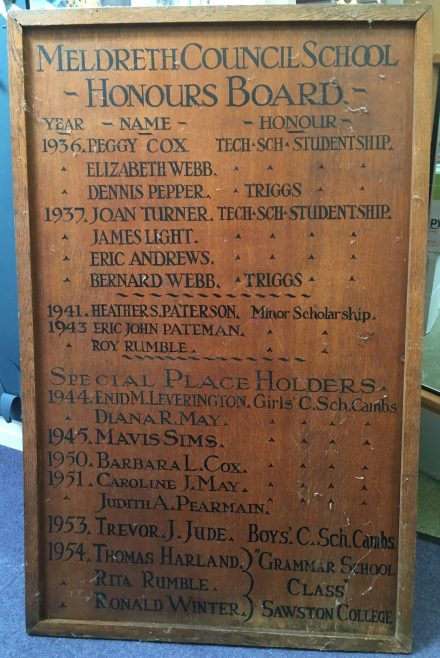 MELDRETH COUNCIL SCHOOL
~ HONOURS BOARD. ~
YEAR ~ NAME ~ ~ HONOUR ~
1936. PEGGY COX TECH·SCH·STUDENTSHIP.
" ELIZABETH WEBB. " " " "
" DENNIS PEPPER. " TRIGGS " "
1937. JOAN TURNER. TECH·SCH·STUDENTSHIP.
" JAMES LIGHT. " " " "
" ERIC ANDREWS. " " " "
" BERNARD WEBB. " TRIGGS " "
1941. HEATHER S. PATERSON. Minor Scholarship.
1943 ERIC JOHN PATEMAN. " "
" ROY RUMBLE. " "
SPECIAL PLACE HOLDERS.
1944. ENID M. LEVERINGTON. Girls' C. Sch. Cambs
" DIANA R. MAY. " " " "
1945. MAVIS SIMS. " " " "
1950. BARBARA L. COX. " " " "
1951. CAROLINE J. MAY. " " " "
" JUDITH A. PEARMAIN. " " " "
1953. TREVOR. J. JUDE. BOYS'. C. Sch. Cambs.
1954. THOMAS HARLAND. ) "GRAMMAR SCHOOL
" RITA RUMBLE. } CLASS"
" RONALD WINTER. ) SAWSTON COLLEGE